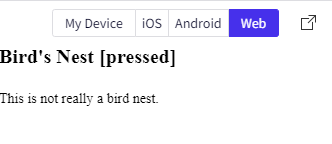 My Device iOS Android Web
Bird's Nest [pressed]
This is not really a bird nest.